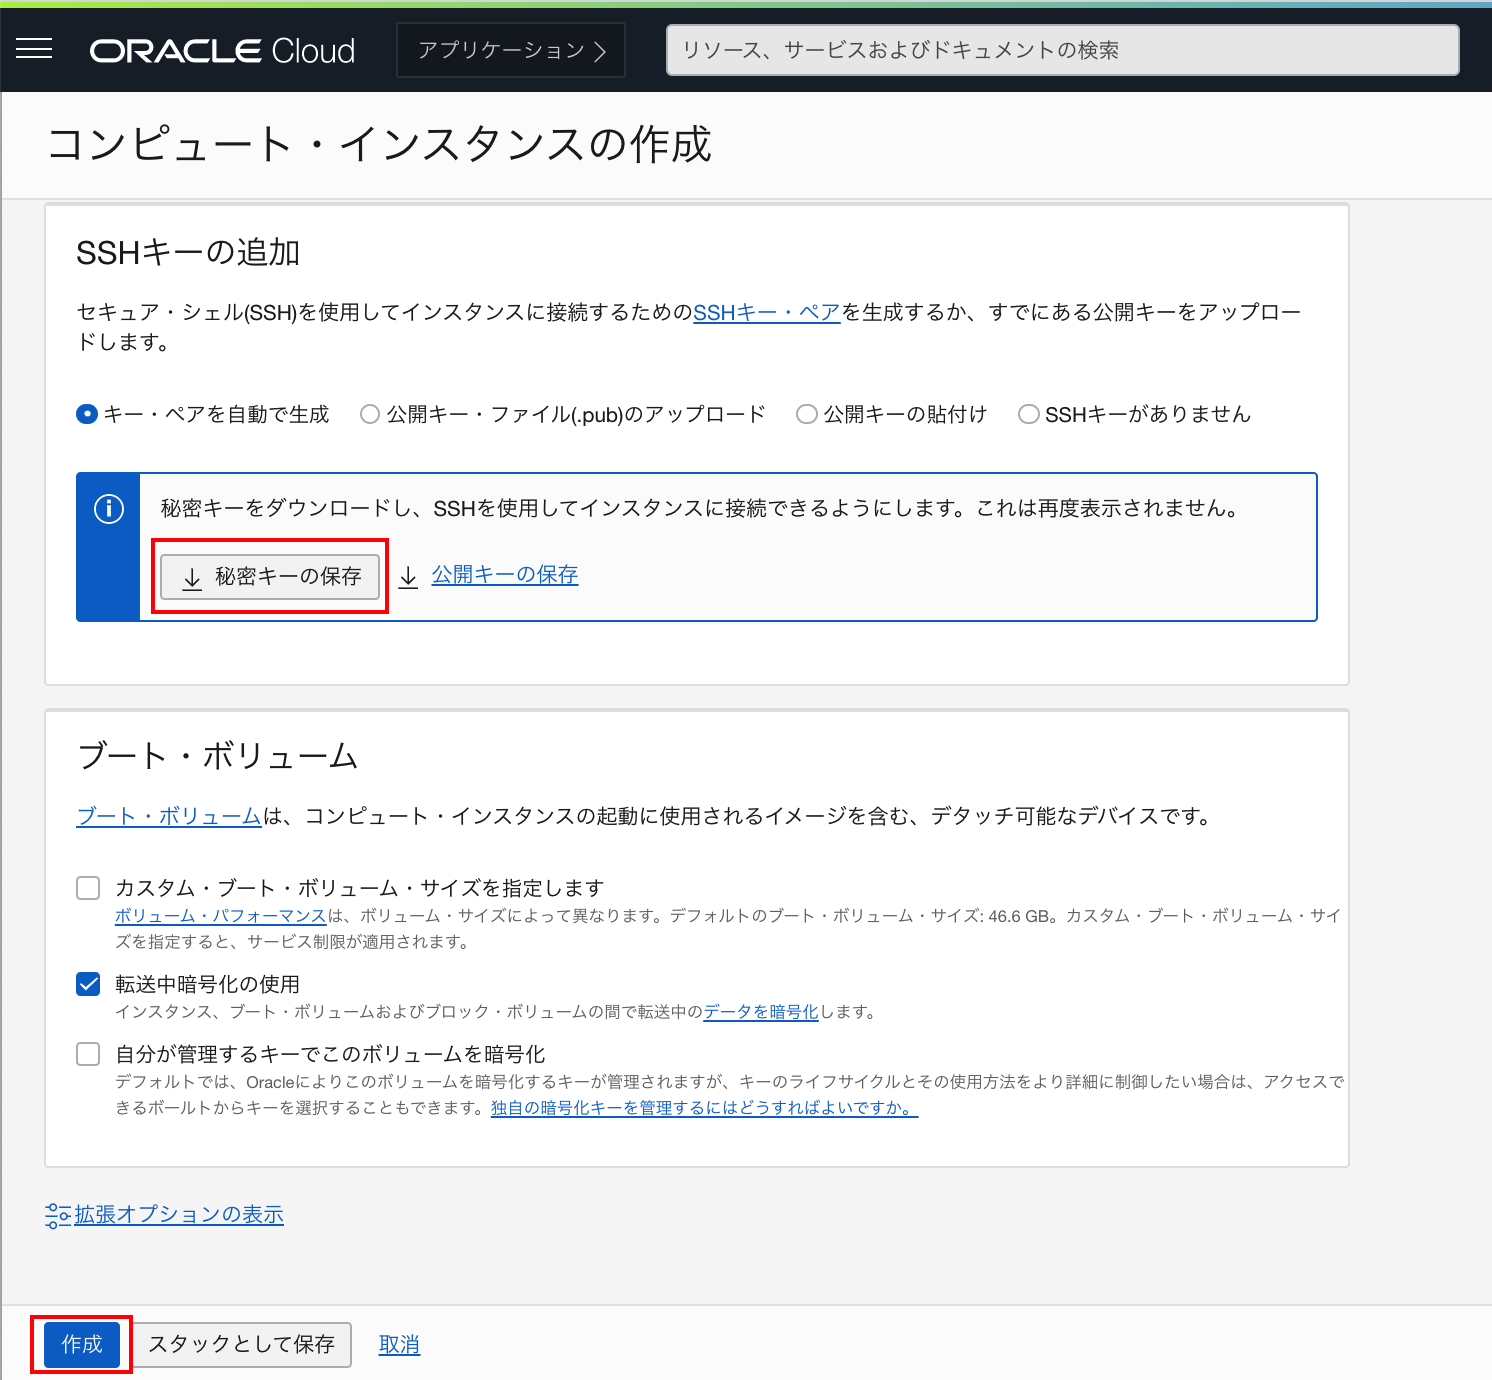 ORACLE Cloud アプリケーション リソース、サービスおよびドキュメントの検索
コンピュート・インスタンスの作成
SSHキーの追加
セキュア・シェル(SSH)を使用してインスタンスに接続するためのSSHキー・ペアを生成するか、すでにある公開キーをアップロー
ドします。
キー・ペアを自動で生成 公開キー・ファイル(.pub)のアップロード 公開キーの貼付け SSHキーがありません
秘密キーをダウンロードし、SSHを使用してインスタンスに接続できるようにします。これは再度表示されません。
秘密キーの保存 公開キーの保存
ブート・ボリューム
ブート・ボリュームは、コンピュート・インスタンスの起動に使用されるイメージを含む、デタッチ可能なデバイスです。
カスタム・ブート・ボリューム・サイズを指定します
ボリューム・パフォーマンスは、ボリューム・サイズによって異なります。デフォルトのブート・ボリューム・サイズ: 46.6 GB。カスタム・ブート・ボリューム・サイ
ズを指定すると、サービス制限が適用されます。
転送中暗号化の使用
インスタンス、ブート・ボリュームおよびブロック・ボリュームの間で転送中のデータを暗号化します。
自分が管理するキーでこのボリュームを暗号化
デフォルトでは、Oracleによりこのボリュームを暗号化するキーが管理されますが、キーのライフサイクルとその使用方法をより詳細に制御したい場合は、アクセスで
きるボールトからキーを選択することもできます。独自の暗号化キーを管理するにはどうすればよいですか。
拡張オプションの表示
作成 スタックとして保存 取消